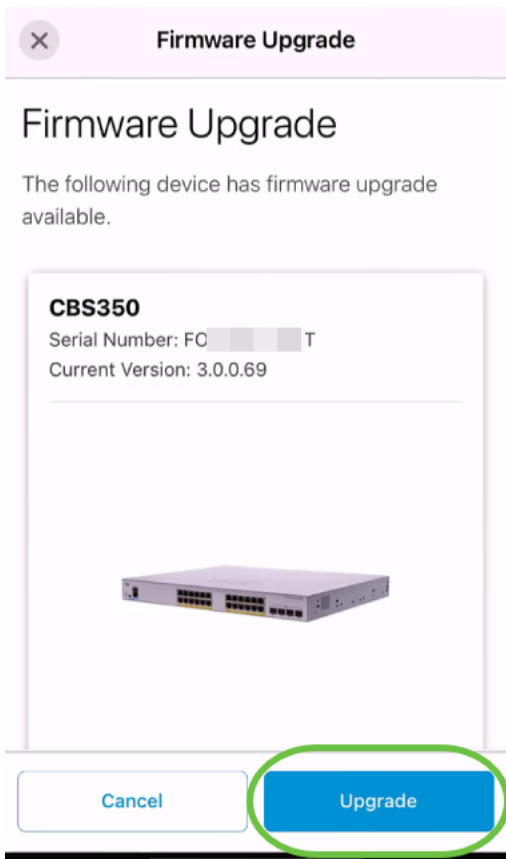 Firmware Upgrade
Firmware Upgrade
The following device has firmware upgrade
available.
CBS350
Serial Number: FO T
Current Version: 3.0.0.69
Cancel
Upgrade